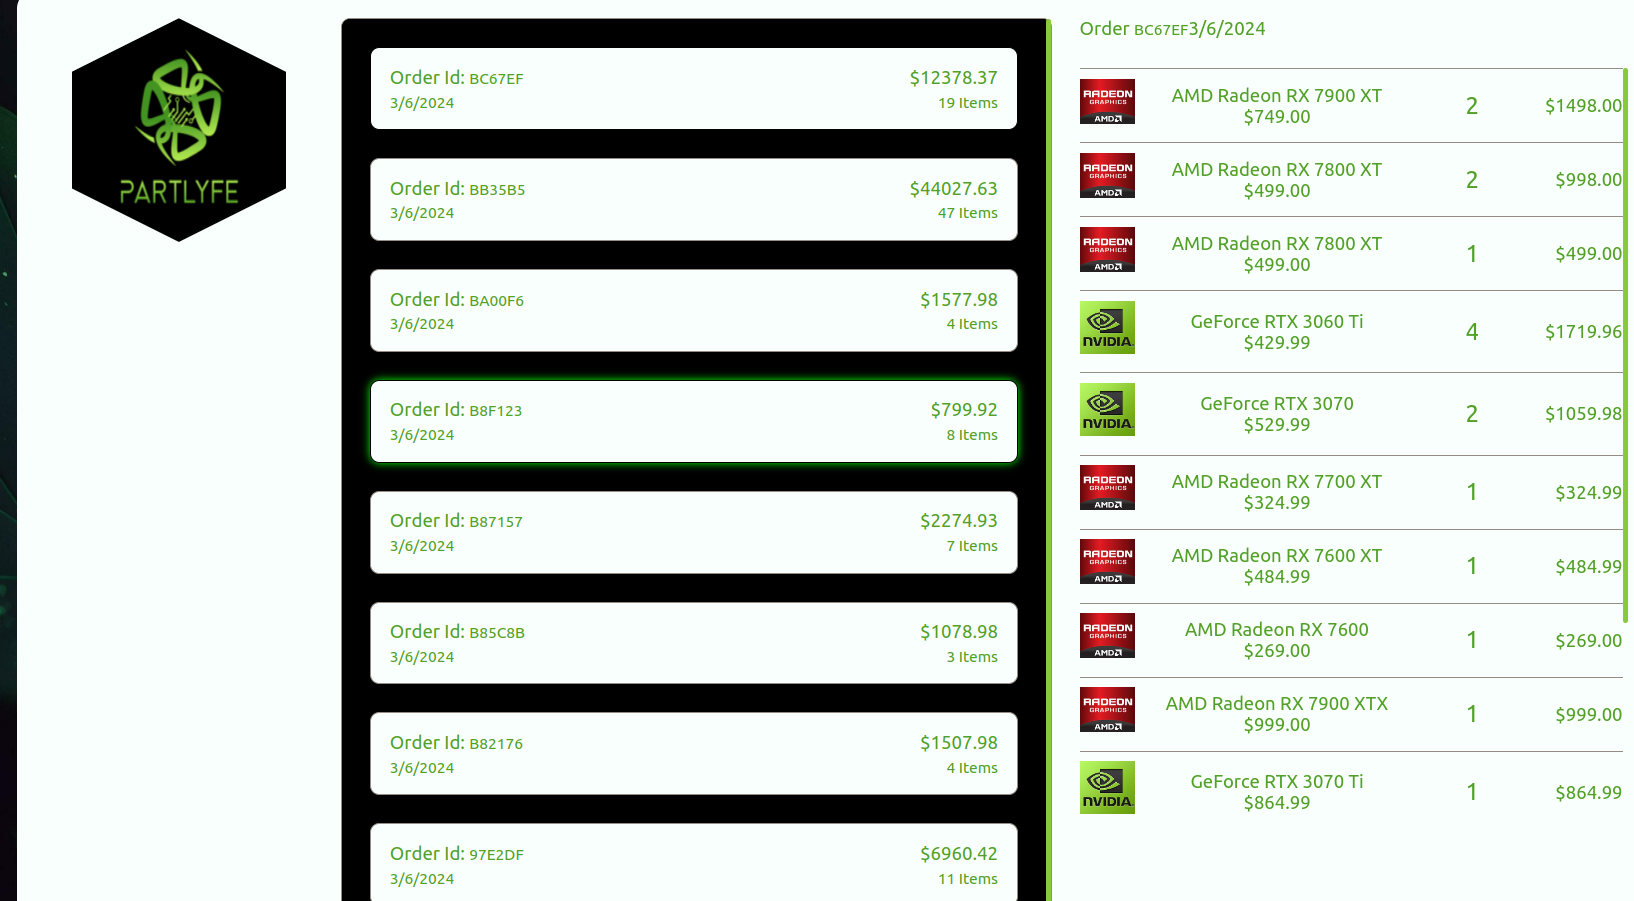 PARTLYFE
Order Id: BC67EF $12378.37
3/6/2024 19 Items
Order Id: BB35B5 $44027.63
3/6/2024 47 Items
Order Id: BA00F6 $1577.98
3/6/2024 4 Items
Order Id: B8F123 $799.92
3/6/2024 8 Items
Order Id: B87157 $2274.93
3/6/2024 7 Items
Order Id: B85C8B $1078.98
3/6/2024 3 Items
Order Id: B82176 $1507.98
3/6/2024 4 Items
Order Id: 97E2DF $6960.42
3/6/2024 11 Items
Order BC67EF3/6/2024
RADEON
GRAPHICS
AMD
AMD Radeon RX 7900 XT
$749.00
2 $1498.00
RADEON
GRAPHICS
AMD
AMD Radeon RX 7800 XT
$499.00
2 $998.00
RADEON
GRAPHICS
AMD
AMD Radeon RX 7800 XT
$499.00
1 $499.00
NVIDIA.
GeForce RTX 3060 Ti
$429.99
4 $1719.96
NVIDIA.
GeForce RTX 3070
$529.99
2 $1059.98
RADEON
GRAPHICS
AMD
AMD Radeon RX 7700 XT
$324.99
1 $324.99
RADEON
GRAPHICS
AMD
AMD Radeon RX 7600 XT
$484.99
1 $484.99
RADEON
GRAPHICS
AMD
AMD Radeon RX 7600
$269.00
1 $269.00
RADEON
GRAPHICS
AMD
AMD Radeon RX 7900 XTX
$999.00
1 $999.00
NVIDIA.
GeForce RTX 3070 Ti
$864.99
1 $864.99